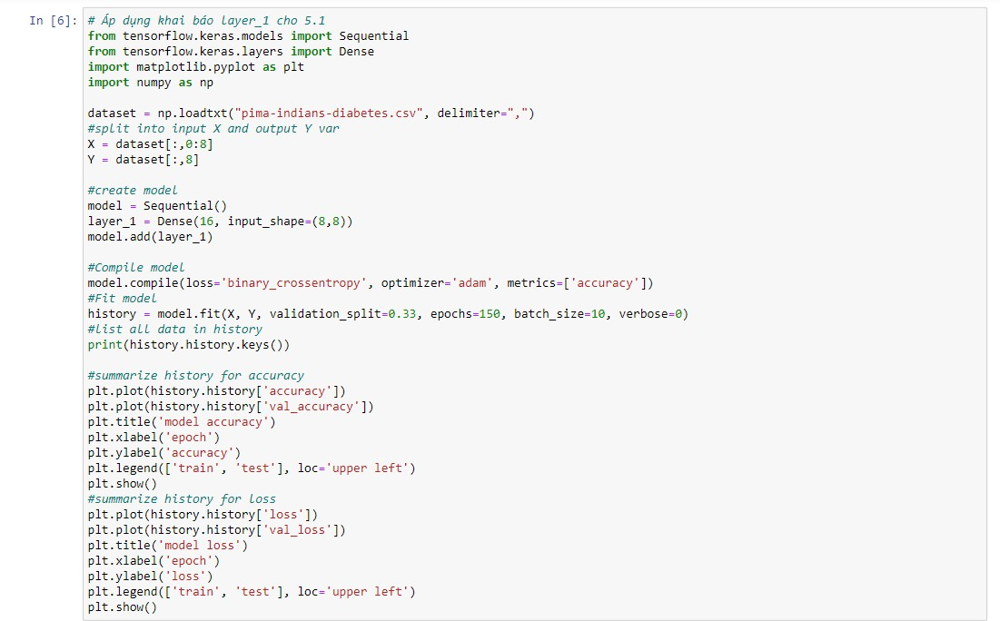 In [6]: # Áp dụng khai báo layer_1 cho 5.1
from tensorflow.keras.models import Sequential
from tensorflow.keras.layers import Dense
import matplotlib.pyplot as plt
import numpy as np

dataset = np.loadtxt("pima-indians-diabetes.csv", delimiter=",")
#split into input X and output Y var
X = dataset[:,0:8]
Y = dataset[:,8]

#create model
model = Sequential()
layer_1 = Dense(16, input_shape=(8,8))
model.add(layer_1)

#Compile model
model.compile(loss='binary_crossentropy', optimizer='adam', metrics=['accuracy'])
#Fit model
history = model.fit(X, Y, validation_split=0.33, epochs=150, batch_size=10, verbose=0)
#list all data in history
print(history.history.keys())

#summarize history for accuracy
plt.plot(history.history['accuracy'])
plt.plot(history.history['val_accuracy'])
plt.title('model accuracy')
plt.xlabel('epoch')
plt.ylabel('accuracy')
plt.legend(['train', 'test'], loc='upper left')
plt.show()
#summarize history for loss
plt.plot(history.history['loss'])
plt.plot(history.history['val_loss'])
plt.title('model loss')
plt.xlabel('epoch')
plt.ylabel('loss')
plt.legend(['train', 'test'], loc='upper left')
plt.show()